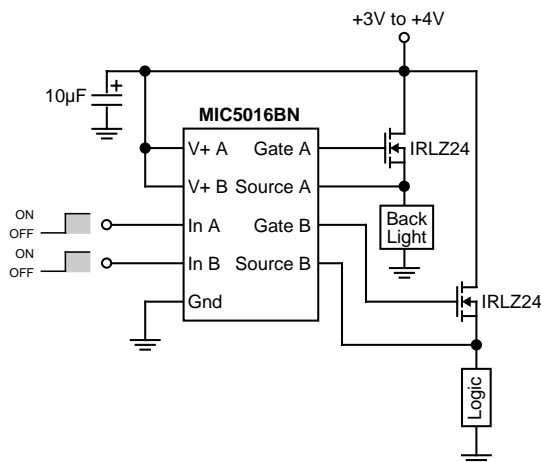 +3V to +4V
10µF
+
MIC5016BN
V+ A Gate A
IRLZ24
V+ B Source A
ON
OFF
In A Gate B
Back
Light
ON
OFF
In B Source B
IRLZ24
Gnd
Logic